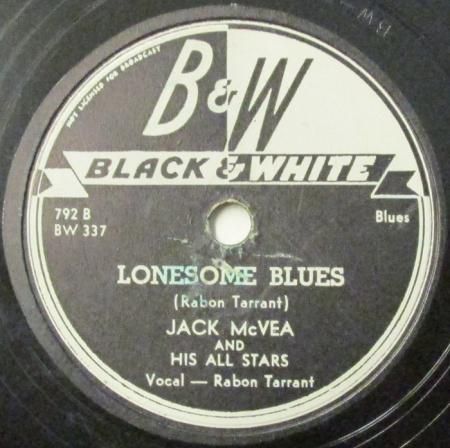 NOT LICENSED FOR BROADCAST
B&W
BLACK & WHITE
792 B
BW 337
Blues
LONESOME BLUES
(Rabon Tarrant)
JACK McVEA
AND
HIS ALL STARS
Vocal — Rabon Tarrant